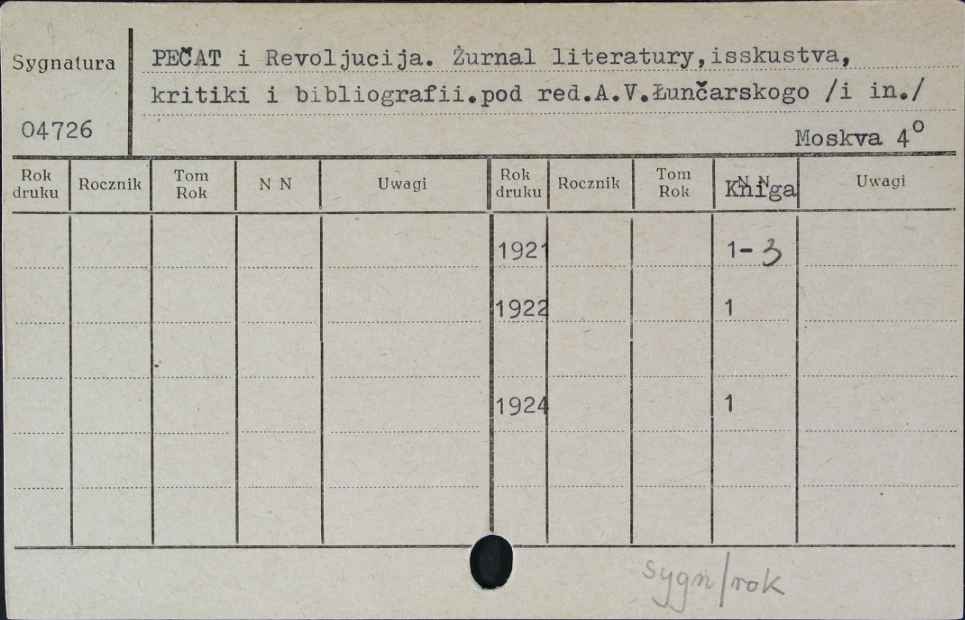 Sygnatura
PEČAT i Revoljucija. Żurnal literatury,isskustva,
kritiki i bibliografii.pod red.A.V.Łunčarskogo /i in./
04726
Moskva 4⁰
Rok druku Rocznik Tom Rok N N Uwagi Rok druku Rocznik Tom Rok N N Kniga Uwagi
1921 1-3
1922 1
1924 1
sygn/rok